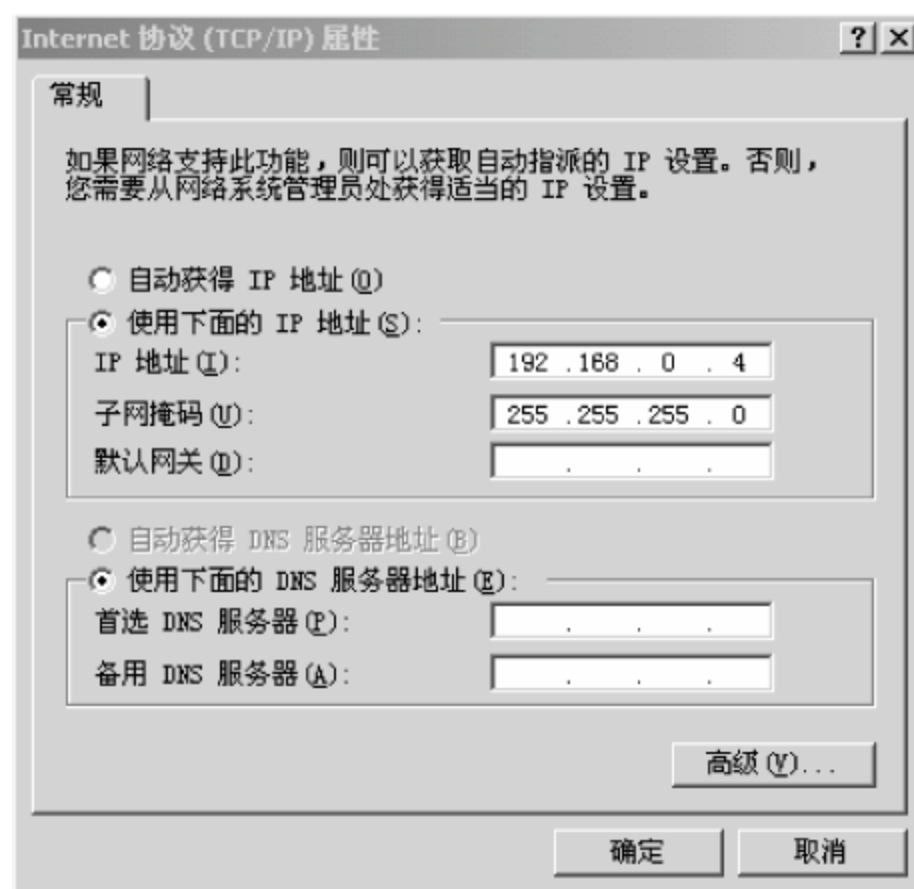 Internet 协议 (TCP/IP) 属性
常规
如果网络支持此功能，则可以获取自动指派的 IP 设置。否则，
您需要从网络系统管理员处获得适当的 IP 设置。
自动获得 IP 地址(O)
使用下面的 IP 地址(S):
IP 地址(I): 192 .168 . 0 . 4
子网掩码(U): 255 .255 .255 . 0
默认网关(D): . . .
自动获得 DNS 服务器地址(B)
使用下面的 DNS 服务器地址(E):
首选 DNS 服务器(P): . . .
备用 DNS 服务器(A): . . .
高级(V)...
确定 取消